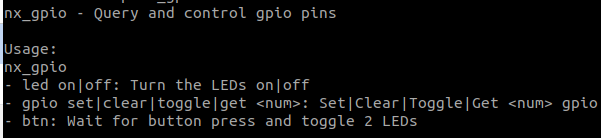 nx_gpio - Query and control gpio pins
Usage:
nx_gpio
- led on|off: Turn the LEDs on|off
- gpio set|clear|toggle|get <num>: Set|Clear|Toggle|Get <num> gpio
- btn: Wait for button press and toggle 2 LEDs